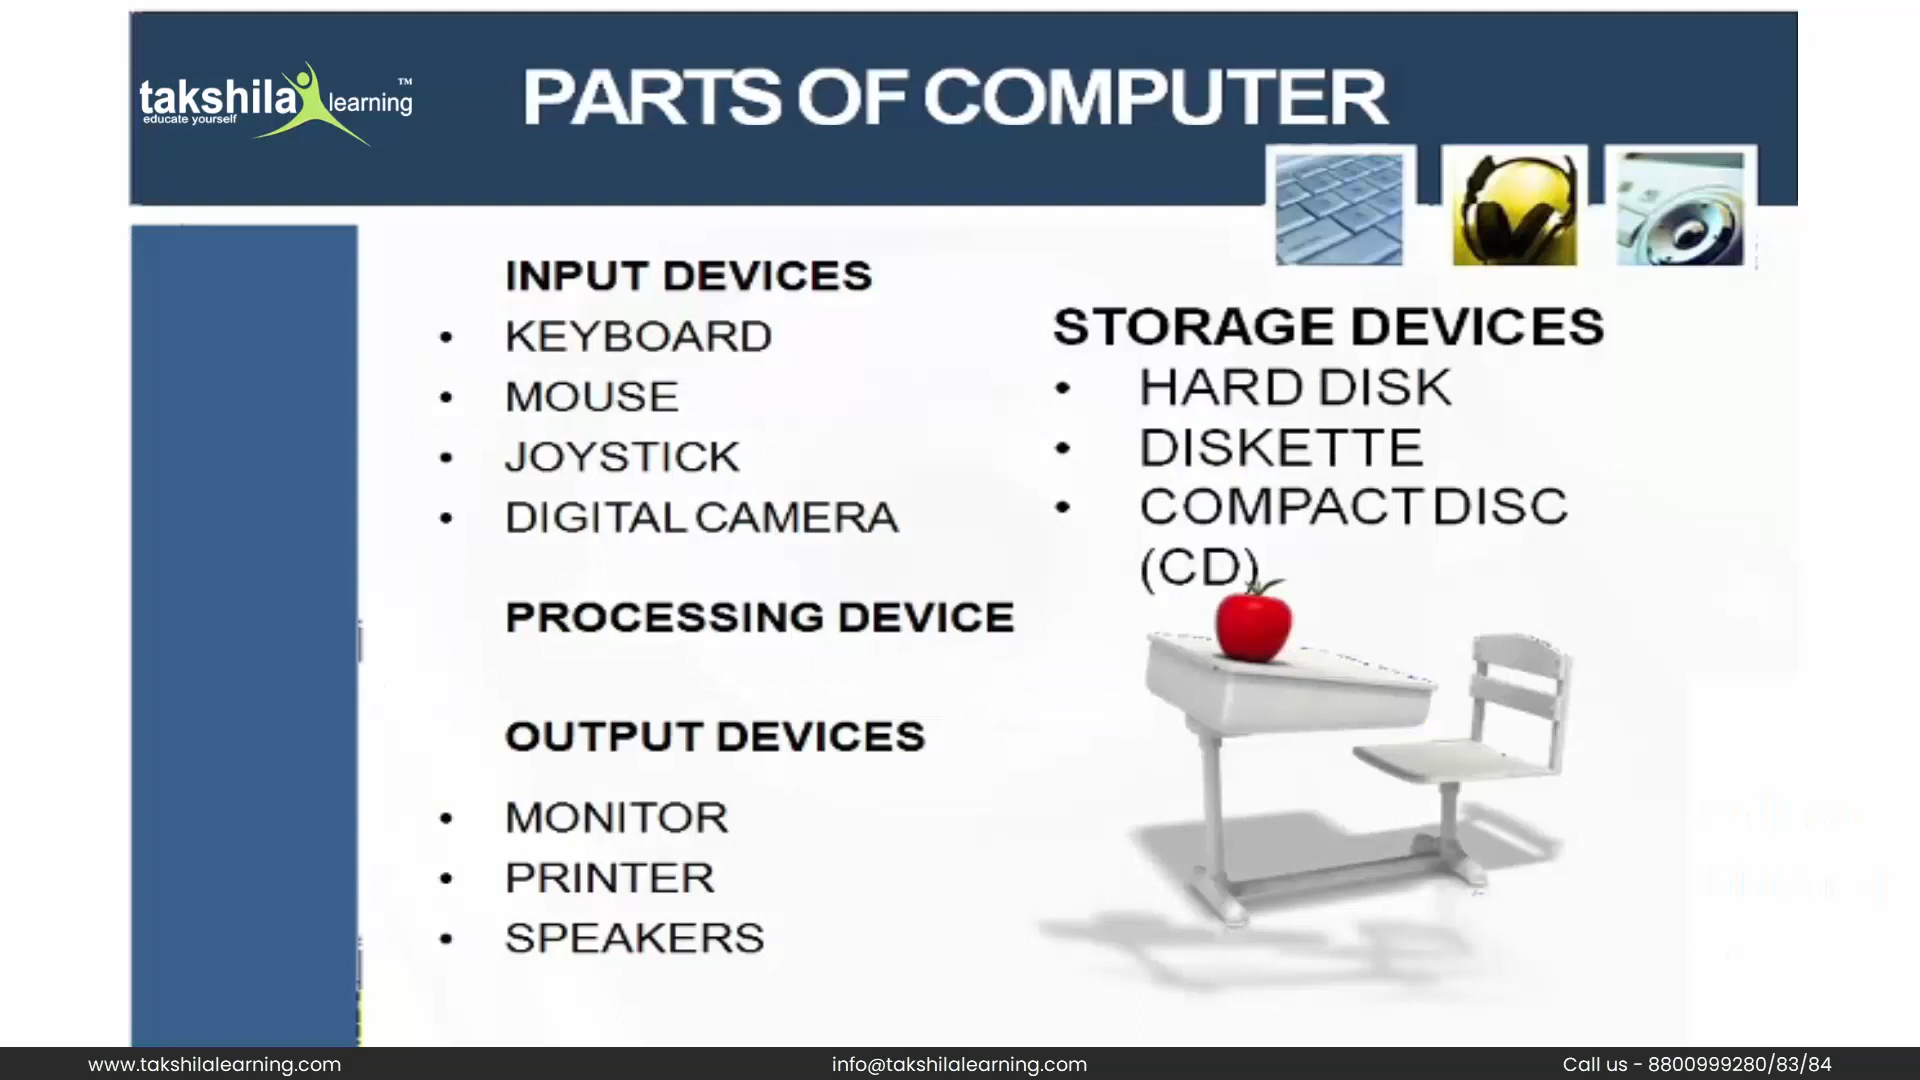 takshila learning ™
educate yourself
PARTS OF COMPUTER
INPUT DEVICES
• KEYBOARD
• MOUSE
• JOYSTICK
• DIGITAL CAMERA
PROCESSING DEVICE
OUTPUT DEVICES
• MONITOR
• PRINTER
• SPEAKERS
STORAGE DEVICES
• HARD DISK
• DISKETTE
• COMPACT DISC
(CD)
www.takshilalearning.com
info@takshilalearning.com
Call us - 8800999280/83/84